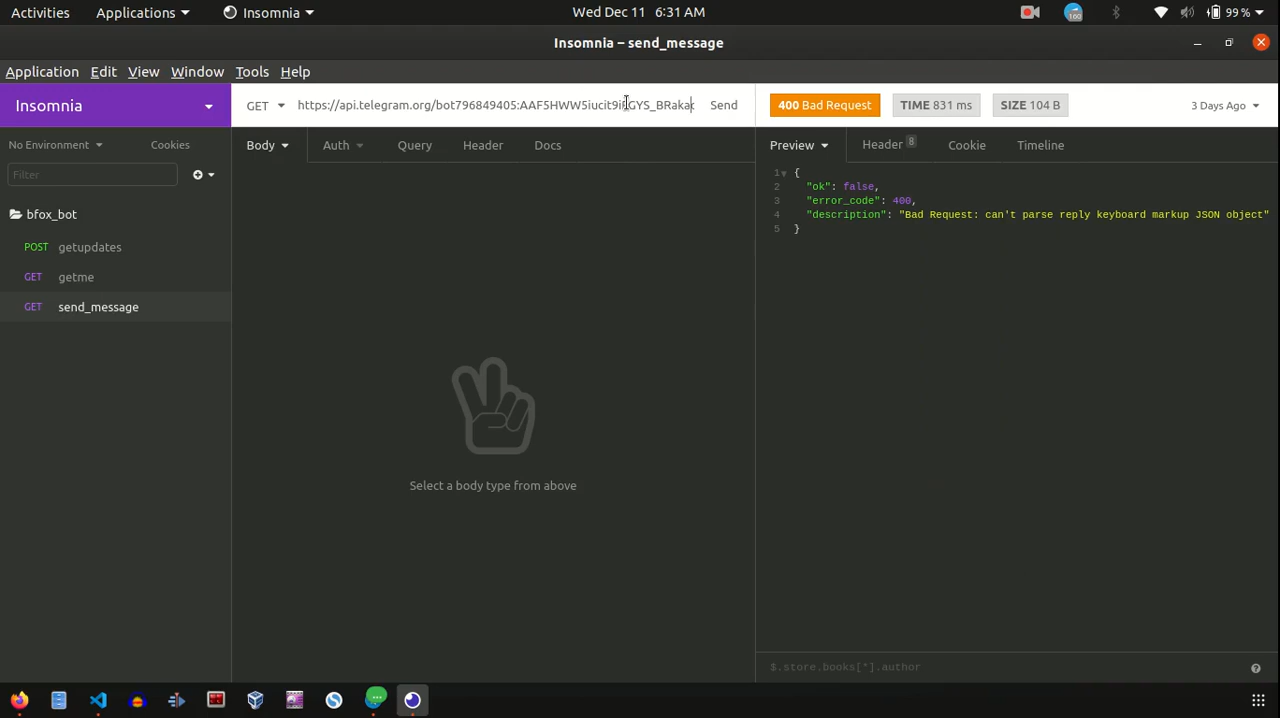 Activities Applications Insomnia Wed Dec 11 6:31 AM 160 99 %
Insomnia – send_message
Application Edit View Window Tools Help
Insomnia GET Send 400 Bad Request TIME 831 ms SIZE 104 B 3 Days Ago
No Environment Cookies Body Auth Query Header Docs Preview Header 8 Cookie Timeline
Filter
1 {
2 "ok": false,
3 "error_code": 400,
4 "description": "Bad Request: can't parse reply keyboard markup JSON object"
5 }
bfox_bot
POST getupdates
GET getme
GET send_message
Select a body type from above
$.store.books[*].author